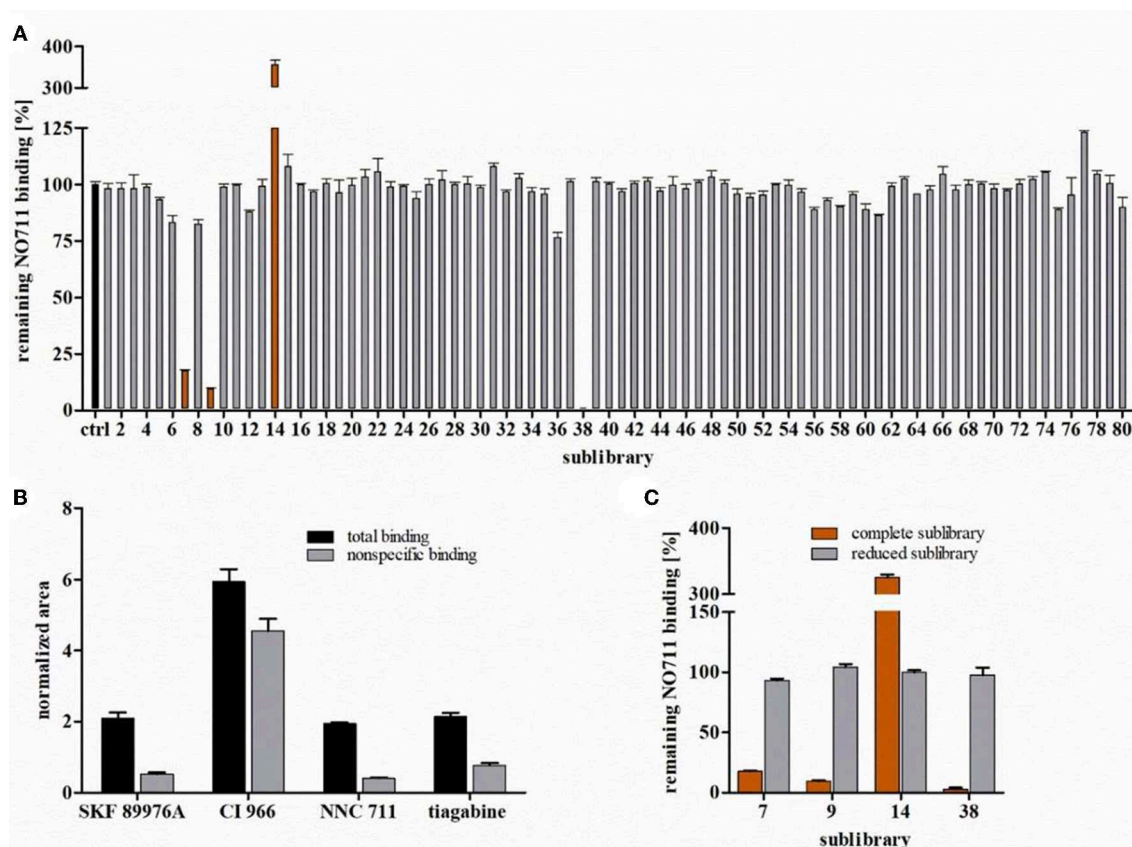 A
400
300
125
100
75
50
25
0
remaining NO711 binding [%]
ctrl 2 4 6 8 10 12 14 16 18 20 22 24 26 28 30 32 34 36 38 40 42 44 46 48 50 52 54 56 58 60 62 64 66 68 70 72 74 76 78 80
sublibrary
B
8
6
4
2
0
normalized area
total binding
nonspecific binding
SKF 89976A CI 966 NNC 711 tiagabine
C
400
300
150
100
50
0
remaining NO711 binding [%]
complete sublibrary
reduced sublibrary
7 9 14 38
sublibrary